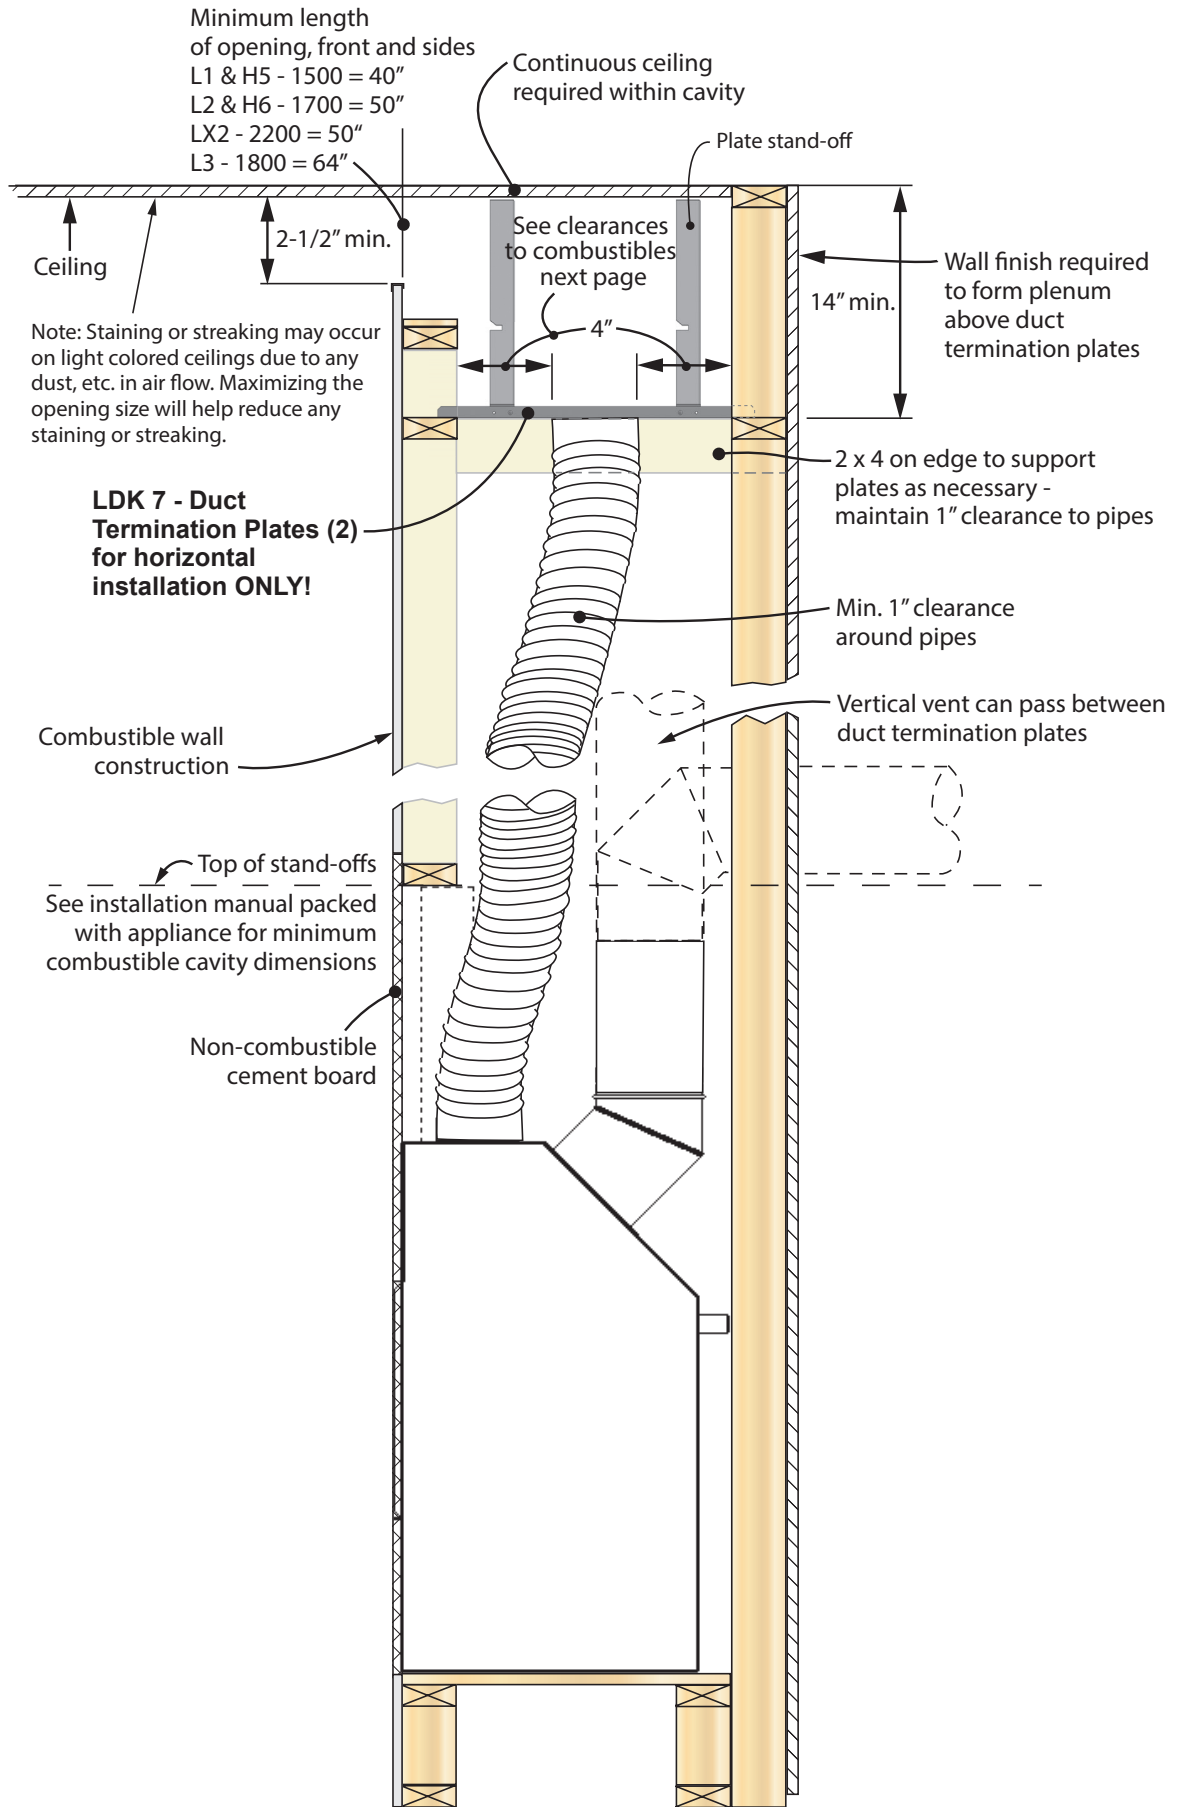 Minimum length
of opening, front and sides
L1 & H5 - 1500 = 40”
L2 & H6 - 1700 = 50”
LX2 - 2200 = 50“
L3 - 1800 = 64”
Continuous ceiling
required within cavity
Plate stand-off
2-1/2” min.
Ceiling
See clearances
to combustibles
next page
4”
14” min.
Wall finish required
to form plenum
above duct
termination plates
Note: Staining or streaking may occur
on light colored ceilings due to any
dust, etc. in air flow. Maximizing the
opening size will help reduce any
staining or streaking.
LDK 7 - Duct
Termination Plates (2)
for horizontal
installation ONLY!
2 x 4 on edge to support
plates as necessary -
maintain 1” clearance to pipes
Min. 1” clearance
around pipes
Vertical vent can pass between
duct termination plates
Combustible wall
construction
Top of stand-offs
See installation manual packed
with appliance for minimum
combustible cavity dimensions
Non-combustible
cement board